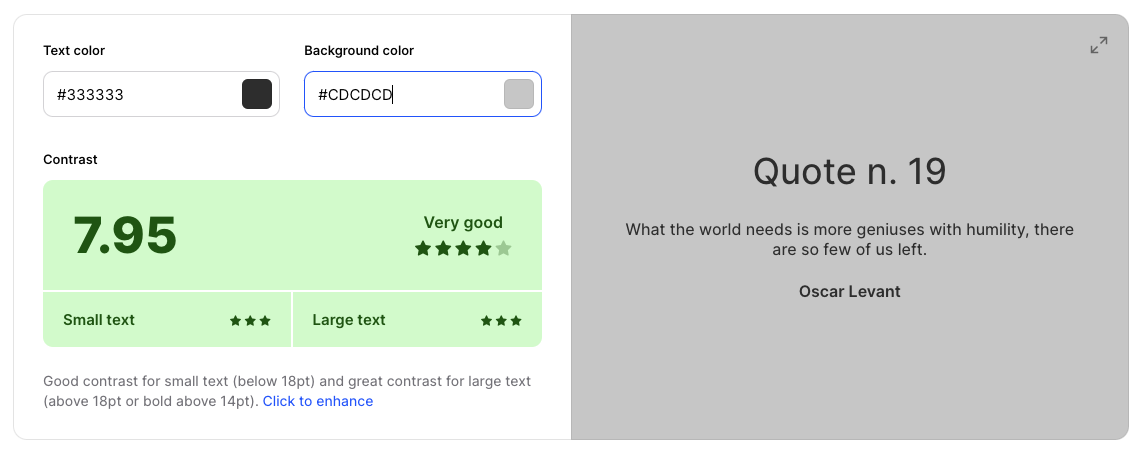 Text color
Background color
#333333
#CDCDCD
Contrast
7.95
Very good
Small text
Large text
Good contrast for small text (below 18pt) and great contrast for large text
(above 18pt or bold above 14pt). Click to enhance
Quote n. 19
What the world needs is more geniuses with humility, there
are so few of us left.
Oscar Levant